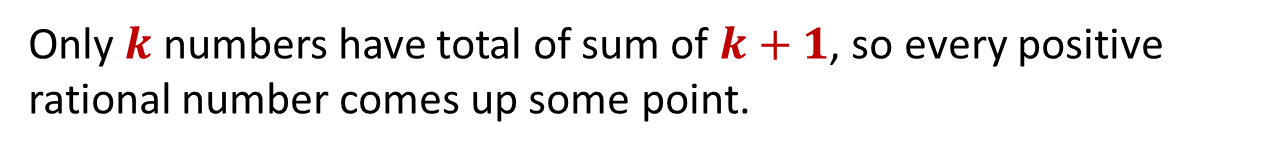 Only k numbers have total of sum of k + 1, so every positive
rational number comes up some point.